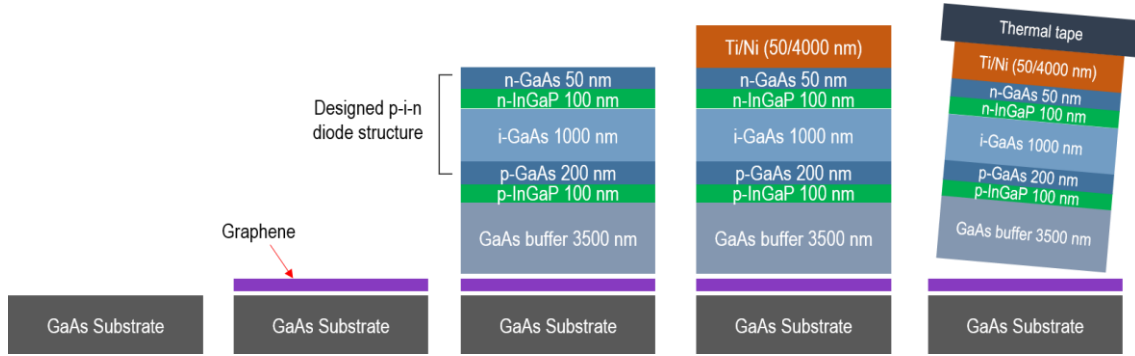 Graphene
GaAs Substrate
GaAs Substrate
Designed p-i-n
diode structure
n-GaAs 50 nm
n-InGaP 100 nm
i-GaAs 1000 nm
p-GaAs 200 nm
p-InGaP 100 nm
GaAs buffer 3500 nm
GaAs Substrate
Ti/Ni (50/4000 nm)
n-GaAs 50 nm
n-InGaP 100 nm
i-GaAs 1000 nm
p-GaAs 200 nm
p-InGaP 100 nm
GaAs buffer 3500 nm
GaAs Substrate
Thermal tape
Ti/Ni (50/4000 nm)
n-GaAs 50 nm
n-InGaP 100 nm
i-GaAs 1000 nm
p-GaAs 200 nm
p-InGaP 100 nm
GaAs buffer 3500 nm
GaAs Substrate